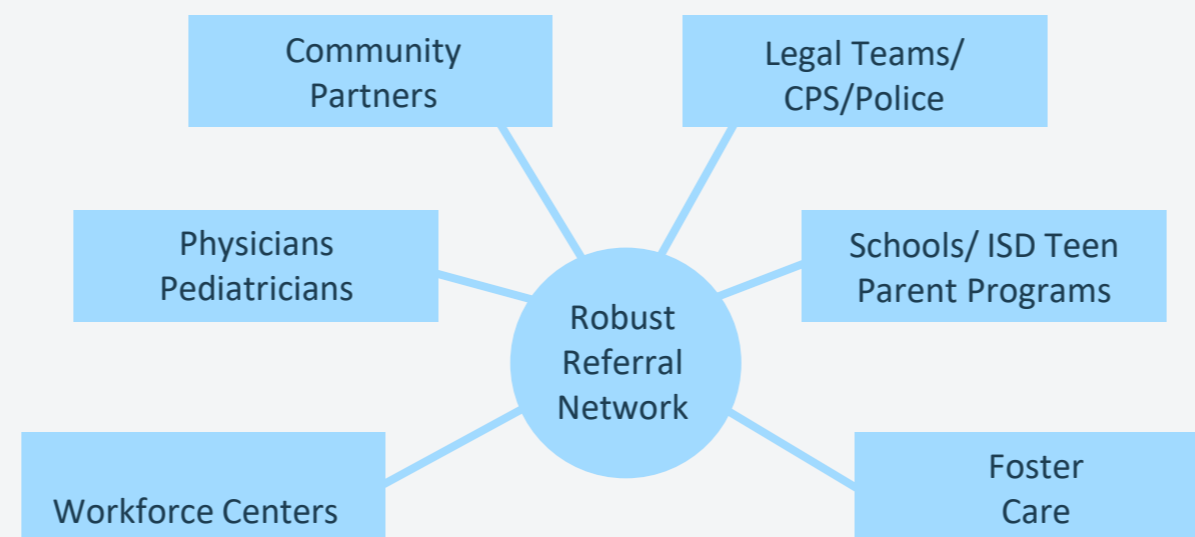 Community
Partners
Legal Teams/
CPS/Police
Physicians
Pediatricians
Schools/ ISD Teen
Parent Programs
Robust
Referral
Network
Workforce Centers
Foster
Care